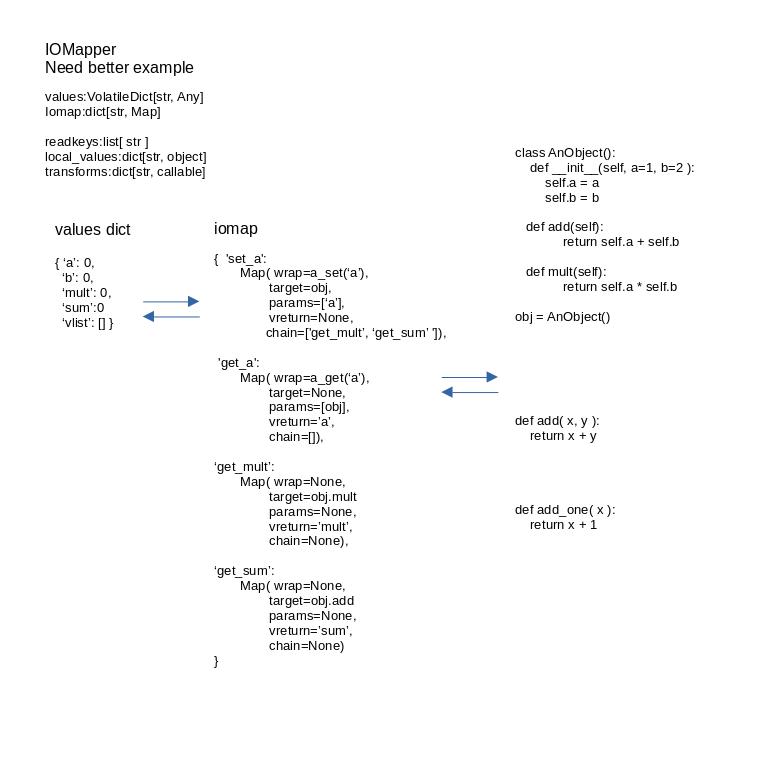 IOMapper
Need better example
values:VolatileDict[str, Any]
Iomap:dict[str, Map]
readkeys:list[ str ]
local_values:dict[str, object]
transforms:dict[str, callable]
values dict
{ ‘a’: 0,
‘b’: 0,
‘mult’: 0,
‘sum’:0
‘vlist’: [] }
iomap
{  'set_a':
Map( wrap=a_set(‘a’),
target=obj,
params=[‘a’],
vreturn=None,
chain=['get_mult’, ‘get_sum’ ']),
'get_a':
Map( wrap=a_get(‘a’),
target=None,
params=[obj],
vreturn=’a’,
chain=[]),
‘get_mult’:
Map( wrap=None,
target=obj.mult
params=None,
vreturn=’mult’,
chain=None),
‘get_sum’:
Map( wrap=None,
target=obj.add
params=None,
vreturn=’sum’,
chain=None)
}
class AnObject():
def __init__(self, a=1, b=2 ):
self.a = a
self.b = b
def add(self):
return self.a + self.b
def mult(self):
return self.a * self.b
obj = AnObject()
def add( x, y ):
return x + y
def add_one( x ):
return x + 1